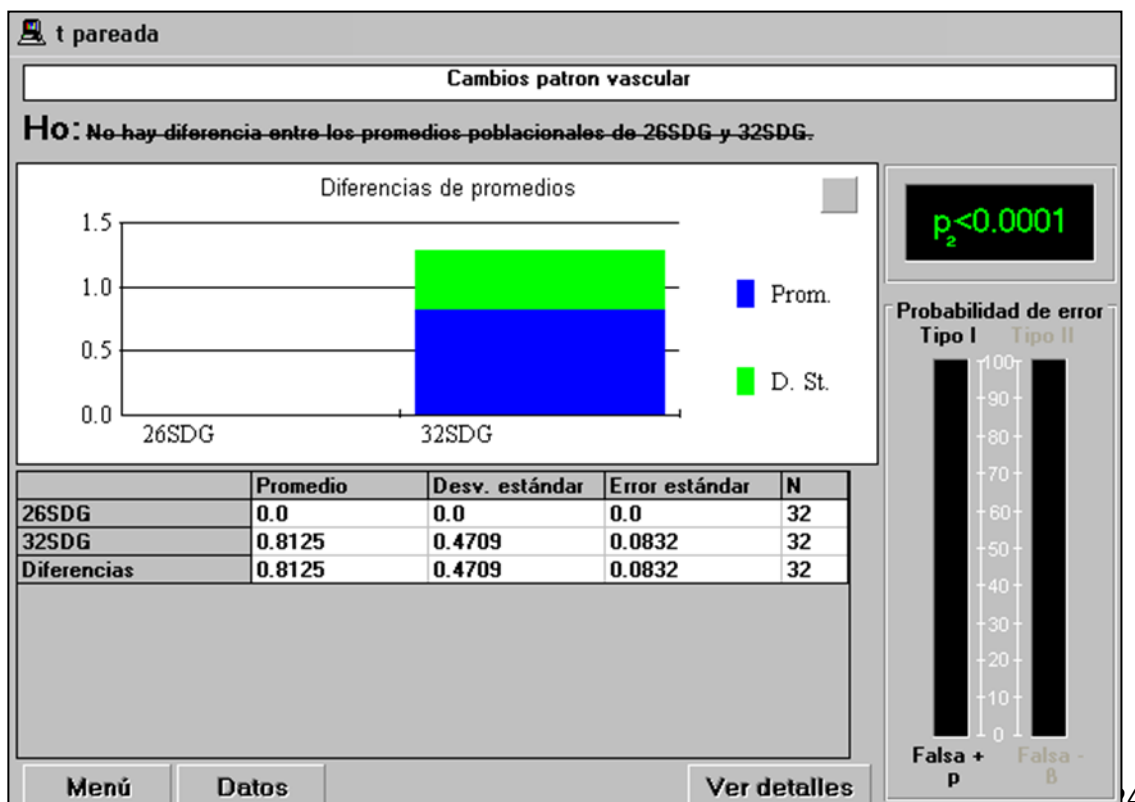 t pareada
Cambios patron vascular
Ho: No hay diferencia entre los promedios poblacionales de 26SDG y 32SDG.
Diferencias de promedios
1.5
1.0
0.5
0.0
26SDG 32SDG
Prom.
D. St.
p₂<0.0001
Probabilidad de error
Tipo I Tipo II
100
90
80
70
60
50
40
30
20
10
0
Falsa + Falsa -
p ß
Promedio Desv. estándar Error estándar N
26SDG 0.0 0.0 0.0 32
32SDG 0.8125 0.4709 0.0832 32
Diferencias 0.8125 0.4709 0.0832 32
Menú Datos Ver detalles